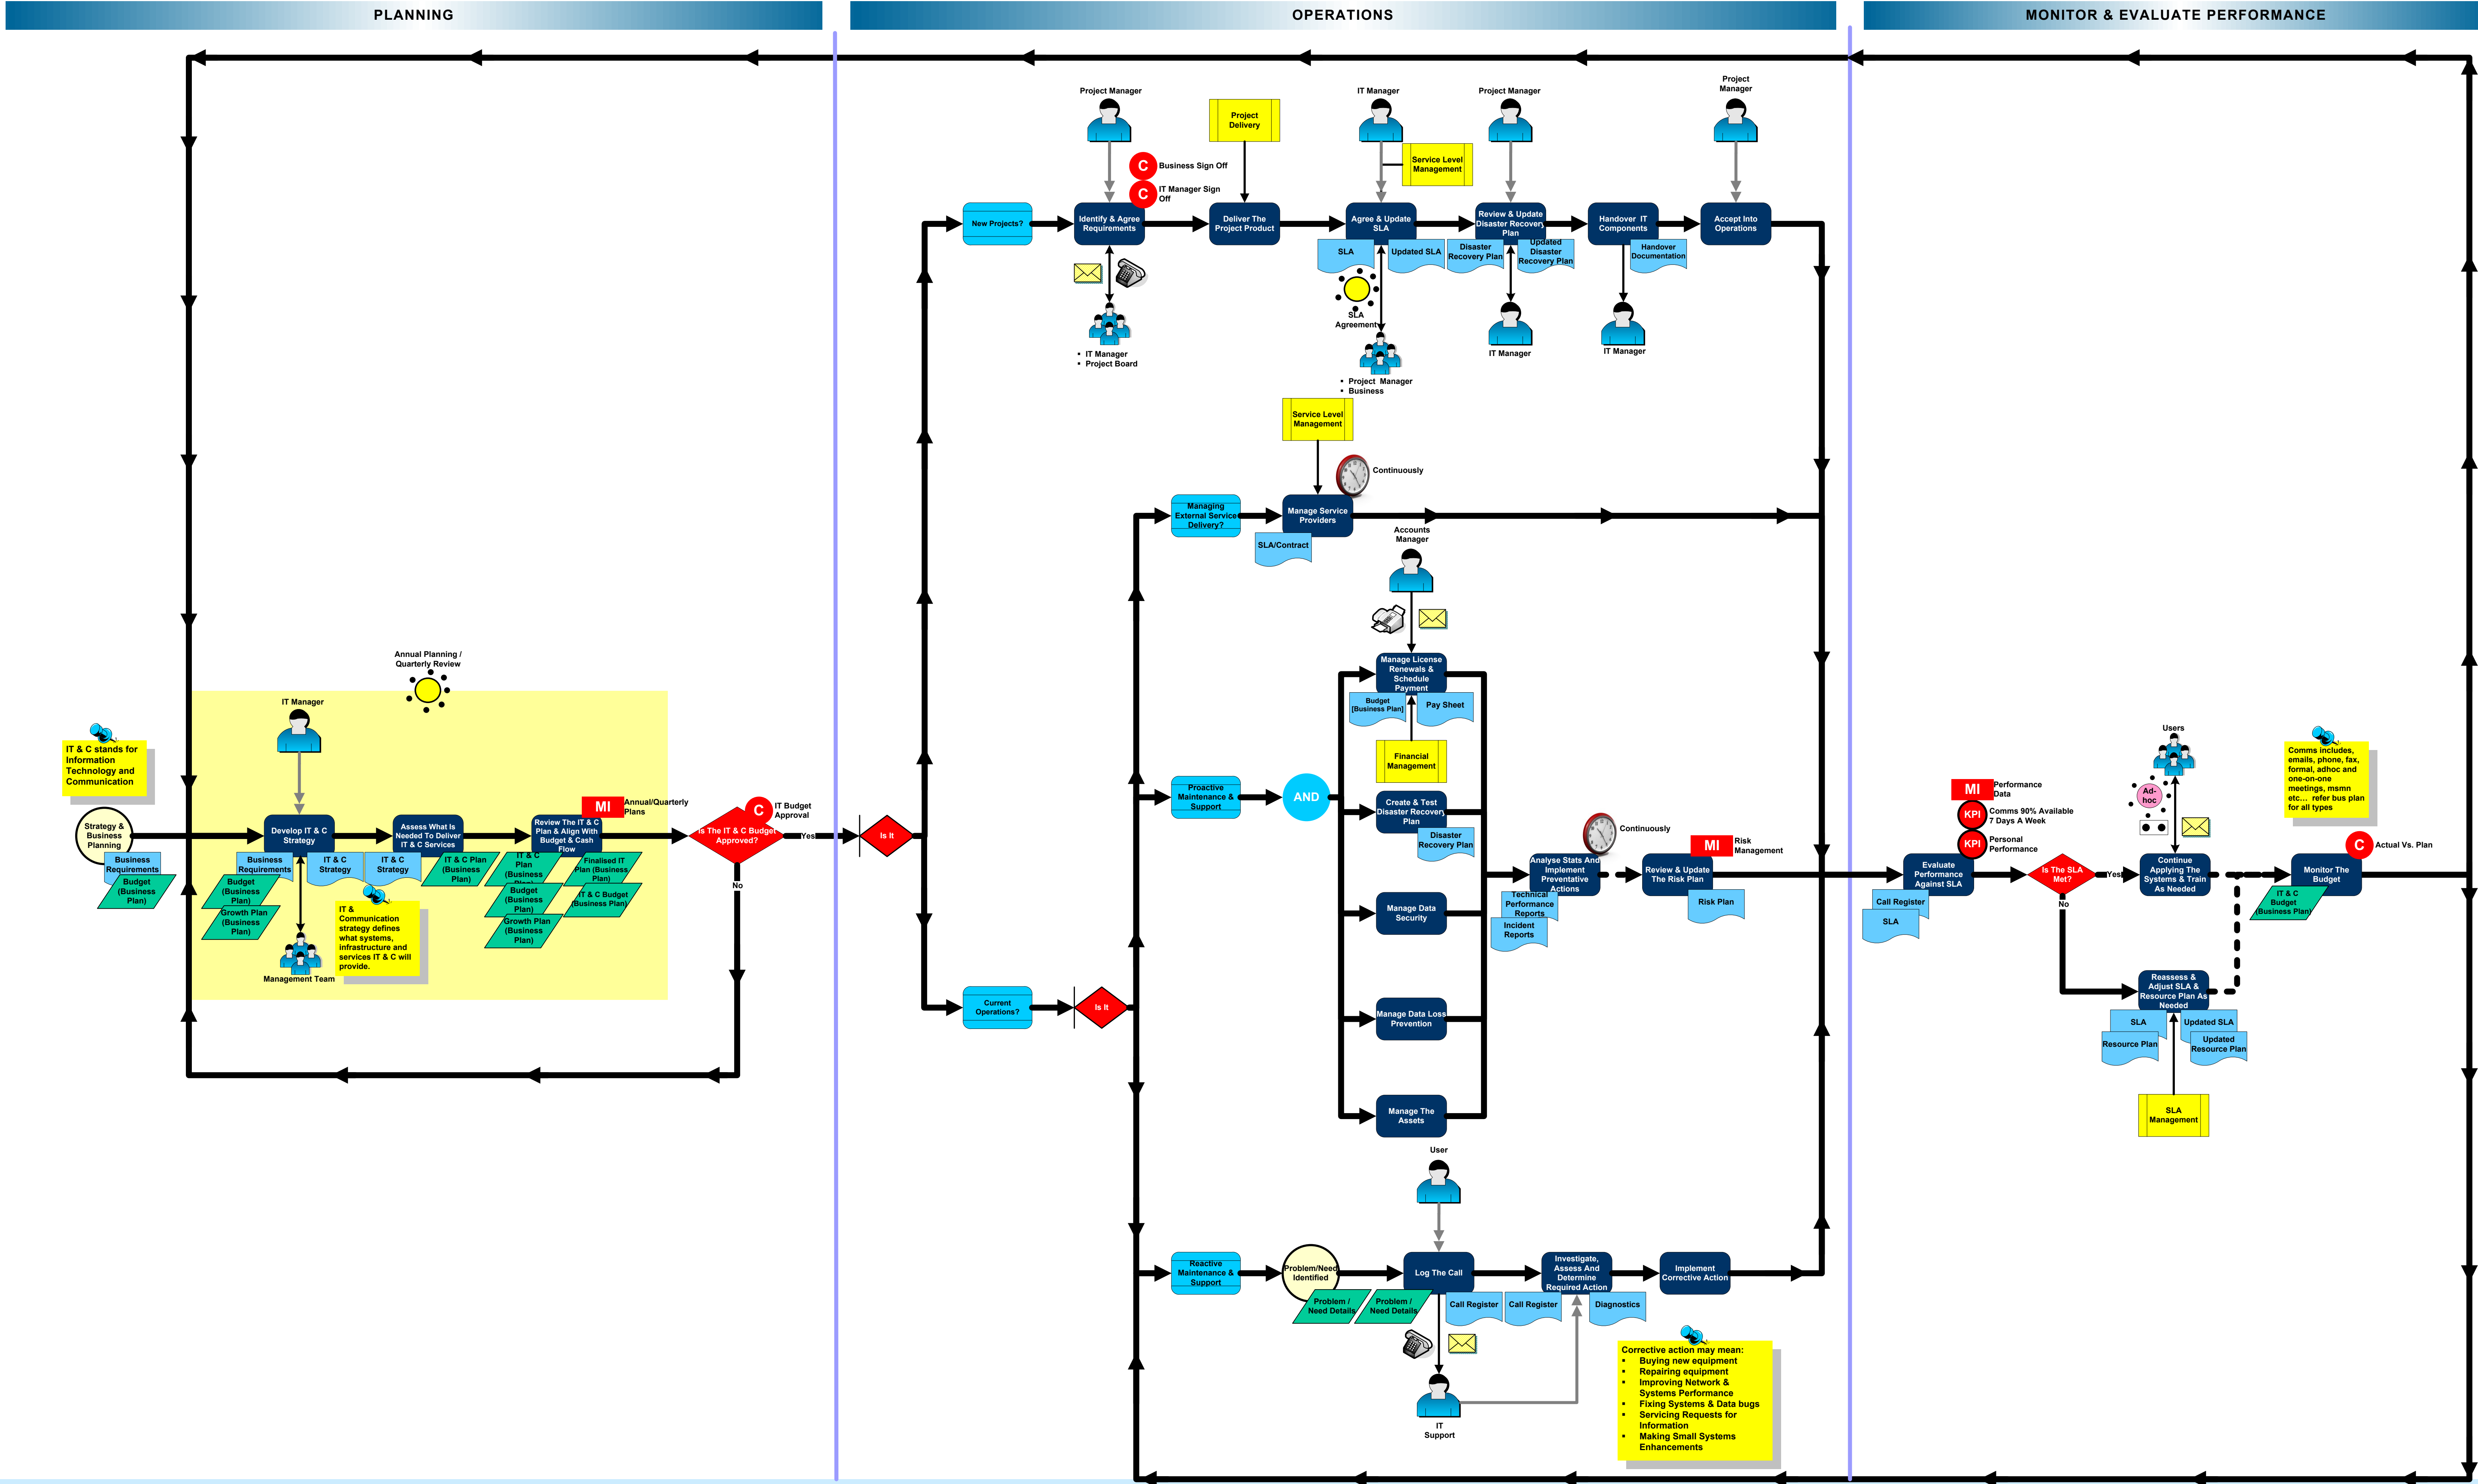 PLANNING
OPERATIONS
MONITOR & EVALUATE PERFORMANCE
Project Manager
Project
Delivery
IT Manager
Service Level
Management
Project Manager
Project
Manager
C
Business Sign Off
C
IT Manager Sign
Off
New Projects?
Identify & Agree
Requirements
Deliver The
Project Product
Agree & Update
SLA
Review & Update
Disaster Recovery
Plan
Handover IT
Components
Accept Into
Operations
SLA
Updated SLA
Disaster
Recovery Plan
Updated
Disaster
Recovery Plan
Handover
Documentation
SLA
Agreement
▪ IT Manager
▪ Project Board
▪ Project Manager
▪ Business
IT Manager
IT Manager
Service Level
Management
Continuously
Managing
External Service
Delivery?
Manage Service
Providers
SLA/Contract
Accounts
Manager
Manage License
Renewals &
Schedule
Payment
Budget
[Business Plan]
Pay Sheet
Financial
Management
Proactive
Maintenance &
Support
AND
Create & Test
Disaster Recovery
Plan
Disaster
Recovery Plan
Manage Data
Security
Manage Data Loss
Prevention
Manage The
Assets
Continuously
Analyse Stats And
Implement
Preventative
Actions
Technical
Performance
Reports
Incident
Reports
MI
Risk
Management
Review & Update
The Risk Plan
Risk Plan
Annual Planning /
Quarterly Review
IT Manager
IT & C stands for
Information
Technology and
Communication
Strategy &
Business
Planning
Business
Requirements
Budget
(Business
Plan)
Develop IT & C
Strategy
Business
Requirements
Budget
(Business
Plan)
Growth Plan
(Business
Plan)
IT & C
Strategy
Management Team
Assess What Is
Needed To Deliver
IT & C Services
IT & C
Strategy
IT & C Plan
(Business
Plan)
IT &
Communication
strategy defines
what systems,
infrastructure and
services IT & C will
provide.
MI
Annual/Quarterly
Plans
Review The IT & C
Plan & Align With
Budget & Cash
Flow
IT & C
Plan
(Business
Plan)
Budget
(Business
Plan)
Growth Plan
(Business
Plan)
Finalised IT
Plan (Business
Plan)
IT & C Budget
(Business Plan)
C
IT Budget
Approval
Is The IT & C Budget
Approved?
Yes
No
Is It
Current
Operations?
Is It
User
Reactive
Maintenance &
Support
Problem/Need
Identified
Log The Call
Investigate,
Assess And
Determine
Required Action
Implement
Corrective Action
Problem /
Need Details
Problem /
Need Details
Call Register
Call Register
Diagnostics
IT
Support
Corrective action may mean:
▪ Buying new equipment
▪ Repairing equipment
▪ Improving Network &
Systems Performance
▪ Fixing Systems & Data bugs
▪ Servicing Requests for
Information
▪ Making Small Systems
Enhancements
MI
Performance
Data
KPI
Comms 90% Available
7 Days A Week
KPI
Personal
Performance
Evaluate
Performance
Against SLA
Call Register
SLA
Is The SLA
Met?
Yes
No
Users
Ad-
hoc
Continue
Applying The
Systems & Train
As Needed
Comms includes,
emails, phone, fax,
formal, adhoc and
one-on-one
meetings, msmn
etc... refer bus plan
for all types
C
Actual Vs. Plan
Monitor The
Budget
IT & C
Budget
(Business Plan)
Reassess &
Adjust SLA &
Resource Plan As
Needed
SLA
Resource Plan
Updated SLA
Updated
Resource Plan
SLA
Management